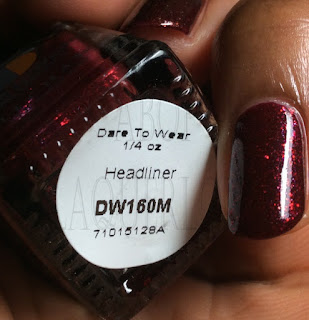 Dare To Wear
1/4 oz
Headliner
DW160M
71015128A